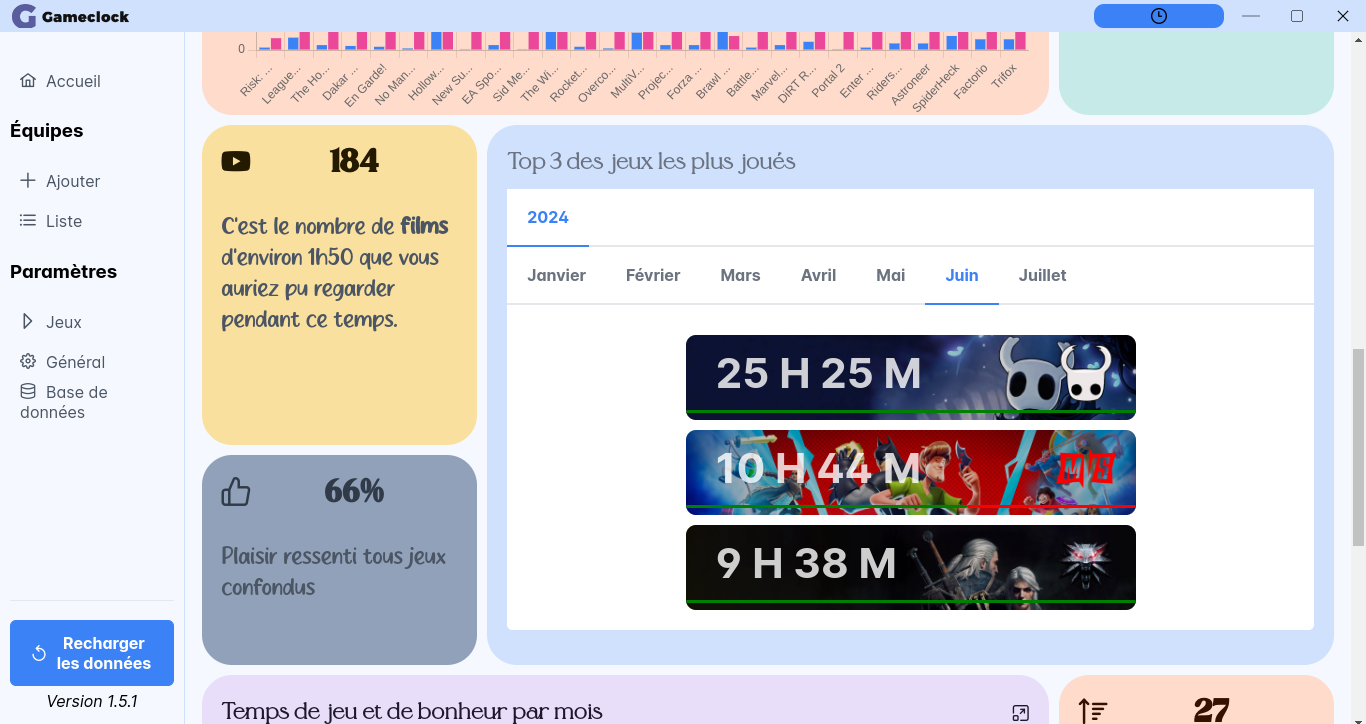 Gameclock
Accueil
Équipes
Ajouter
Liste
Paramètres
Jeux
Général
Base de
données
Recharger
les données
Version 1.5.1
0
Risk: ...
League...
The Ho...
Dakar ...
En Garde!
No Man...
Hollow...
New Su...
EA Spo...
Sid Me...
The Wi...
Rocket...
Overco...
MultiV...
Projec...
Forza ...
Brawl ...
Battle...
Marvel...
DiRT R...
Portal 2
Enter ...
Riders...
Astroneer
SpiderHeck
Factorio
Trifox
184
C'est le nombre de films
d'environ 1h50 que vous
auriez pu regarder
pendant ce temps.
66%
Plaisir ressenti tous jeux
confondus
Top 3 des jeux les plus joués
2024
Janvier Février Mars Avril Mai Juin Juillet
25 H 25 M
10 H 44 M
9 H 38 M
Temps de jeu et de bonheur par mois
27